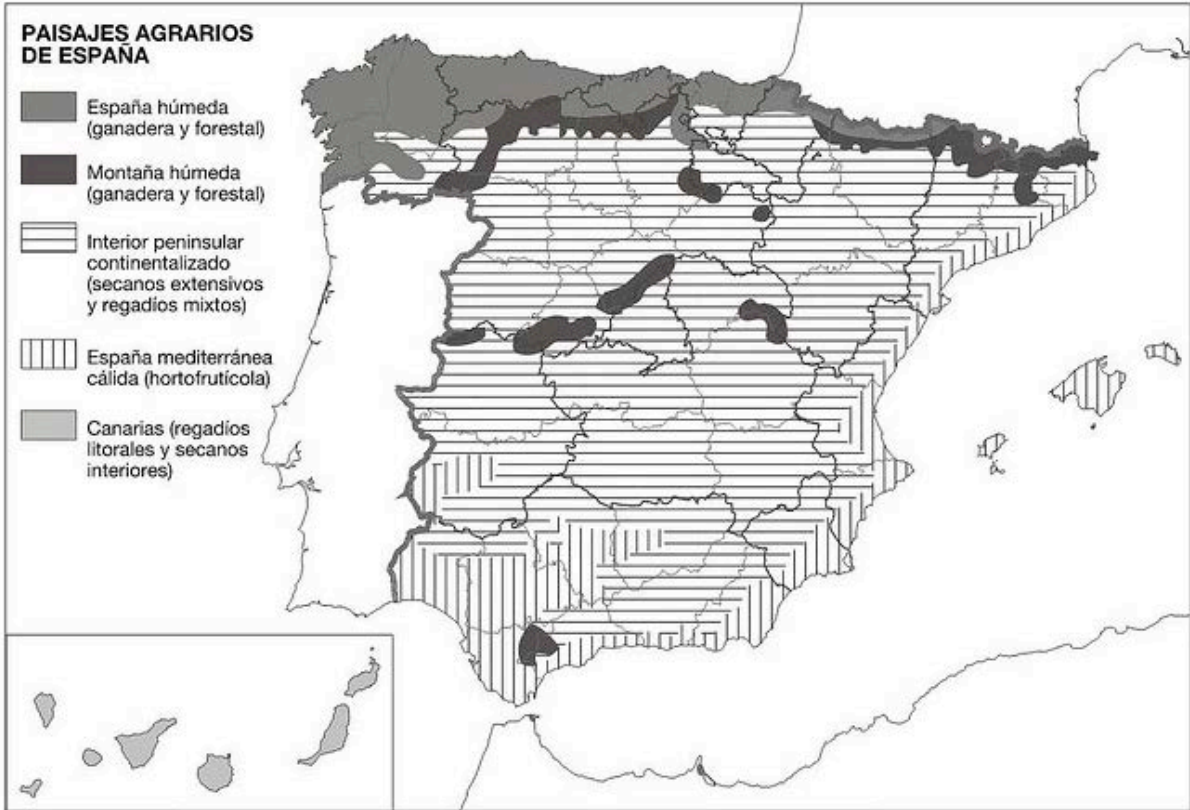 PAISAJES AGRARIOS
DE ESPAÑA
España húmeda
(ganadera y forestal)
Montaña húmeda
(ganadera y forestal)
Interior peninsular
continentalizado
(secanos extensivos
y regadíos mixtos)
España mediterránea
cálida (hortofrutícola)
Canarias (regadíos
litorales y secanos
interiores)